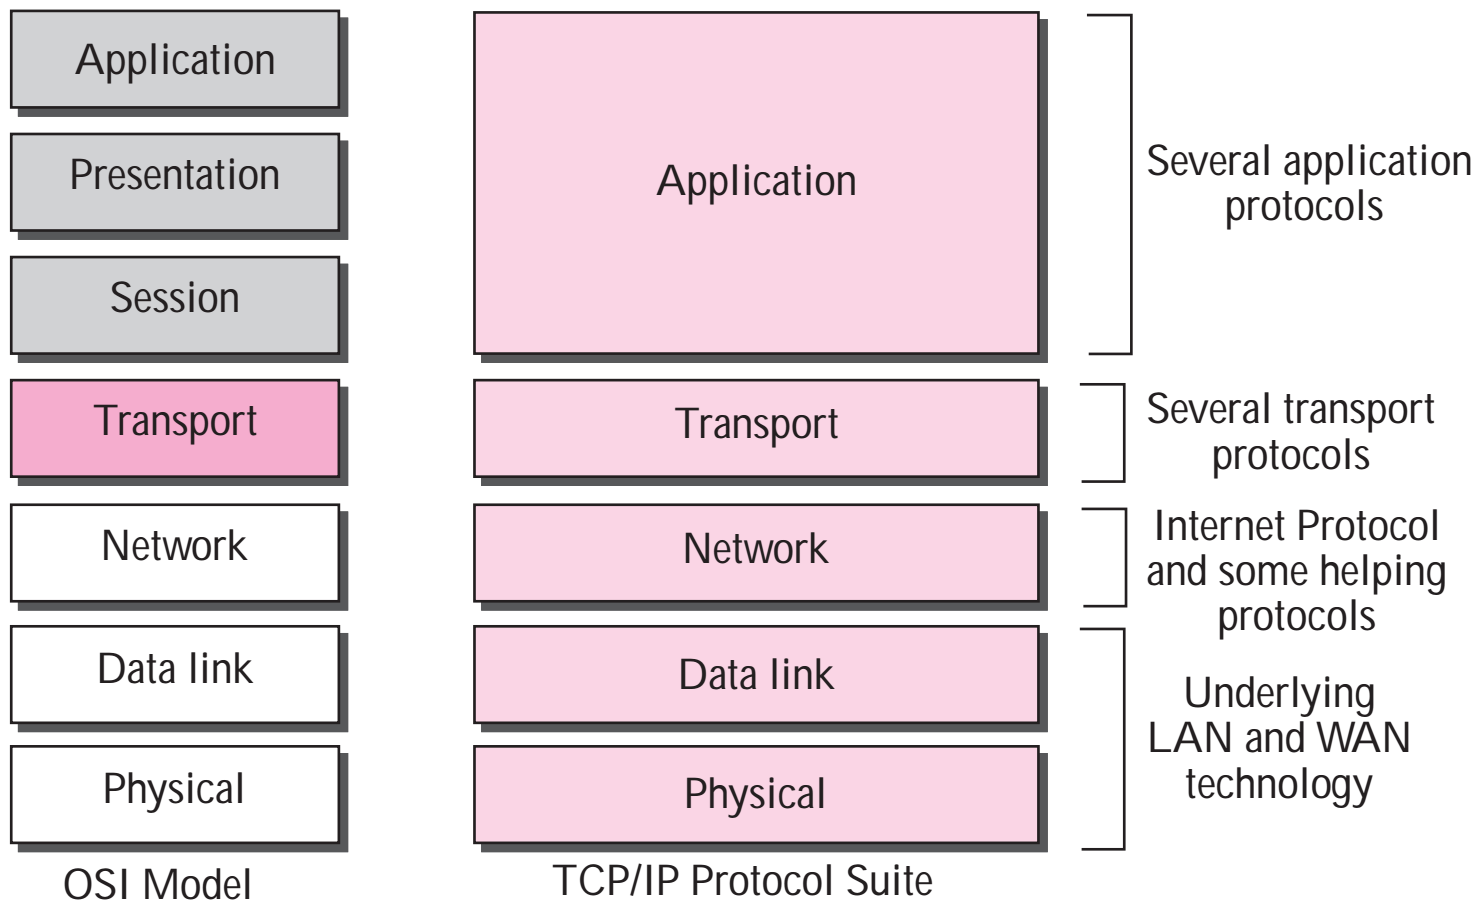 Application
Presentation
Session
Transport
Network
Data link
Physical
OSI Model
Application
Transport
Network
Data link
Physical
TCP/IP Protocol Suite
Several application
protocols
Several transport
protocols
Internet Protocol
and some helping
protocols
Underlying
LAN and WAN
technology